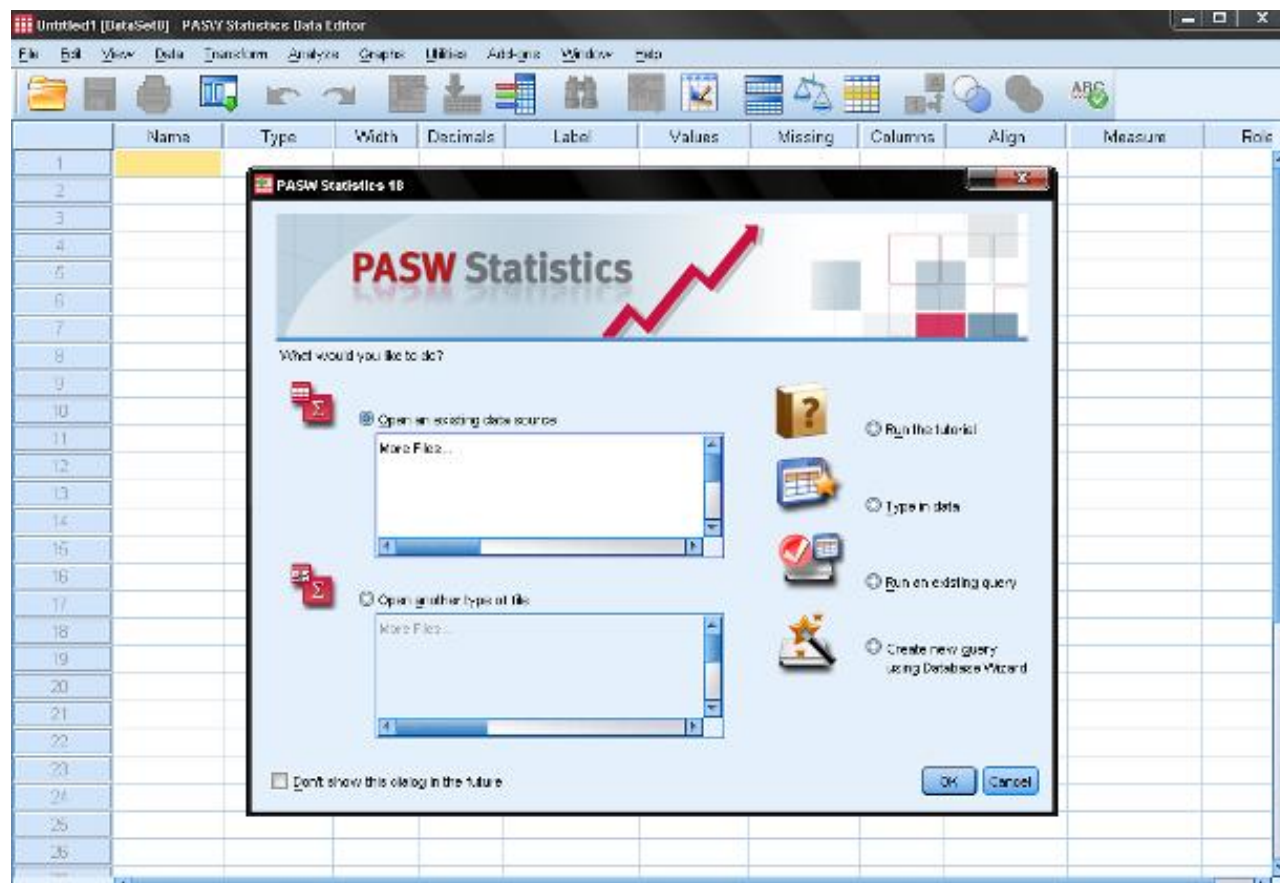 Untitled1 [DataSet0] - PASW Statistics Data Editor
File Edit View Data Transform Analyze Graphs Utilities Add-ons Window Help
Name Type Width Decimals Label Values Missing Columns Align Measure Role
1
2
3
4
5
6
7
8
9
10
11
12
13
14
15
16
17
18
19
20
21
22
23
24
25
26
PASW Statistics 18
PASW Statistics
What would you like to do?
Open an existing data source
More Files...
Open another type of file
More Files...
Run the tutorial
Type in data
Run an existing query
Create new query
using Database Wizard
Don't show this dialog in the future
OK Cancel
ABC